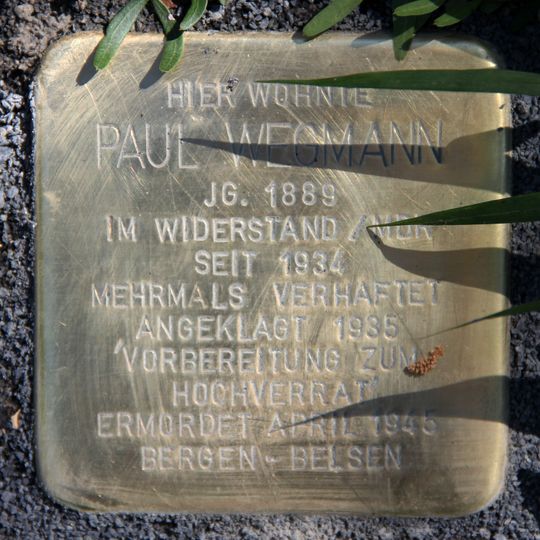 HIER WOHNTE
PAUL WEGMANN
JG. 1889
IM WIDERSTAND / MDR
SEIT 1934
MEHRMALS VERHAFTET
ANGEKLAGT 1935
'VORBEREITUNG ZUM
HOCHVERRAT'
ERMORDET APRIL 1945
BERGEN-BELSEN